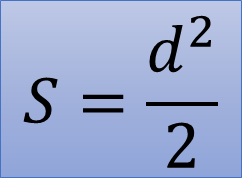 S = d²/2